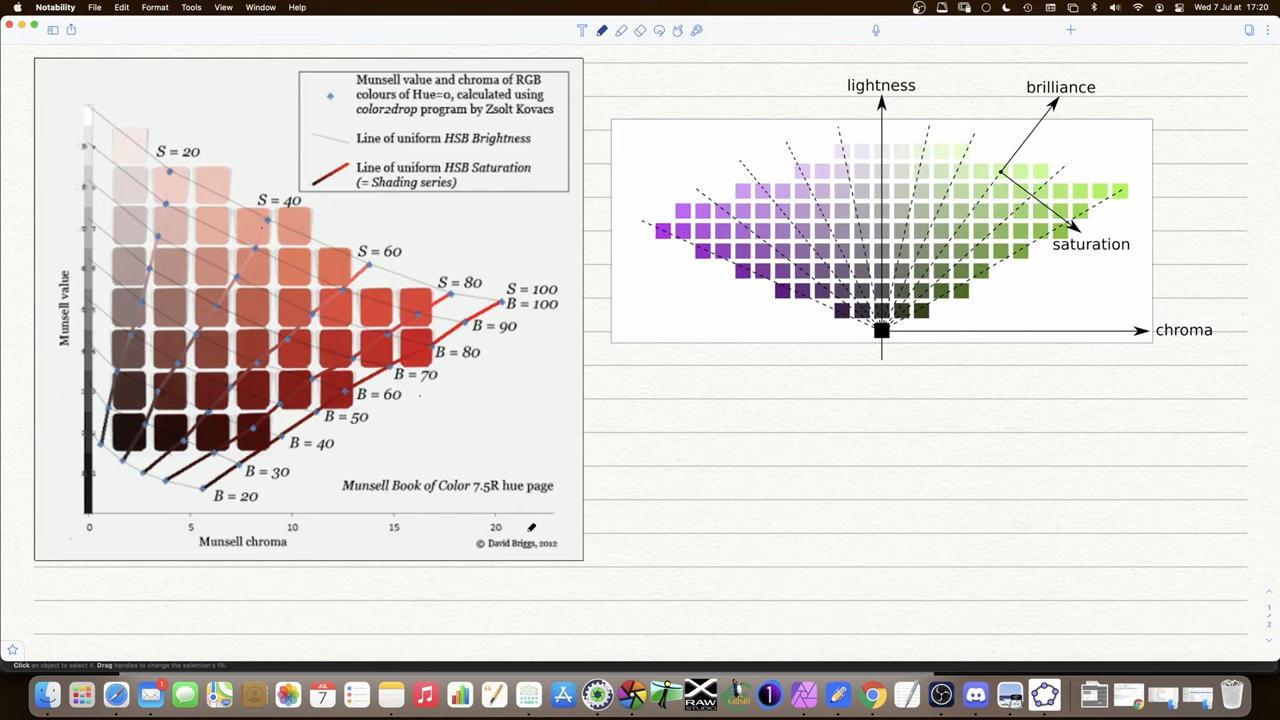 Notability File Edit Format Tools View Window Help
Wed 7 Jul at 17:20
Munsell value and chroma of RGB
colours of Hue=0, calculated using
color2drop program by Zsolt Kovacs
Line of uniform HSB Brightness
Line of uniform HSB Saturation
(= Shading series)
S = 20
S = 40
S = 60
S = 80
S = 100
B = 100
B = 90
B = 80
B = 70
B = 60
B = 50
B = 40
B = 30
B = 20
Munsell value
Munsell Book of Color 7.5R hue page
0 5 10 15 20
Munsell chroma
© David Briggs, 2012
lightness
brilliance
saturation
chroma
1
/
2
Click an object to select it. Drag handles to change the selection's fill.